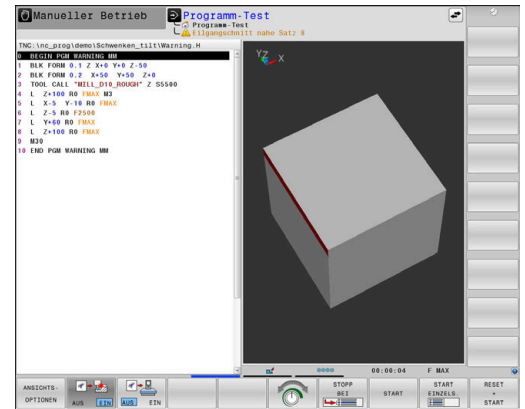 Manueller Betrieb
Programm-Test
Programm-Test
Eilgangschnitt nahe Satz 8
TNC:\nc_prog\demo\Schwenken_tilt\Warning.H
0 BEGIN PGM WARNING MM
1 BLK FORM 0.1 Z X+0 Y+0 Z-50
2 BLK FORM 0.2 X+50 Y+50 Z+0
3 TOOL CALL "MILL_D10_ROUGH" Z S5500
4 L Z+100 R0 FMAX M3
5 L X-5 Y-10 R0 FMAX
6 L Z-5 R0 F2500
7 L Y+60 R0 FMAX
8 L Z+100 R0 FMAX
9 M30
10 END PGM WARNING MM
YZ X
0000 00:00:04 F MAX
ANSICHTS-
OPTIONEN
AUS EIN
AUS EIN
STOPP
BEI
START
START
EINZELS.
RESET
+
START